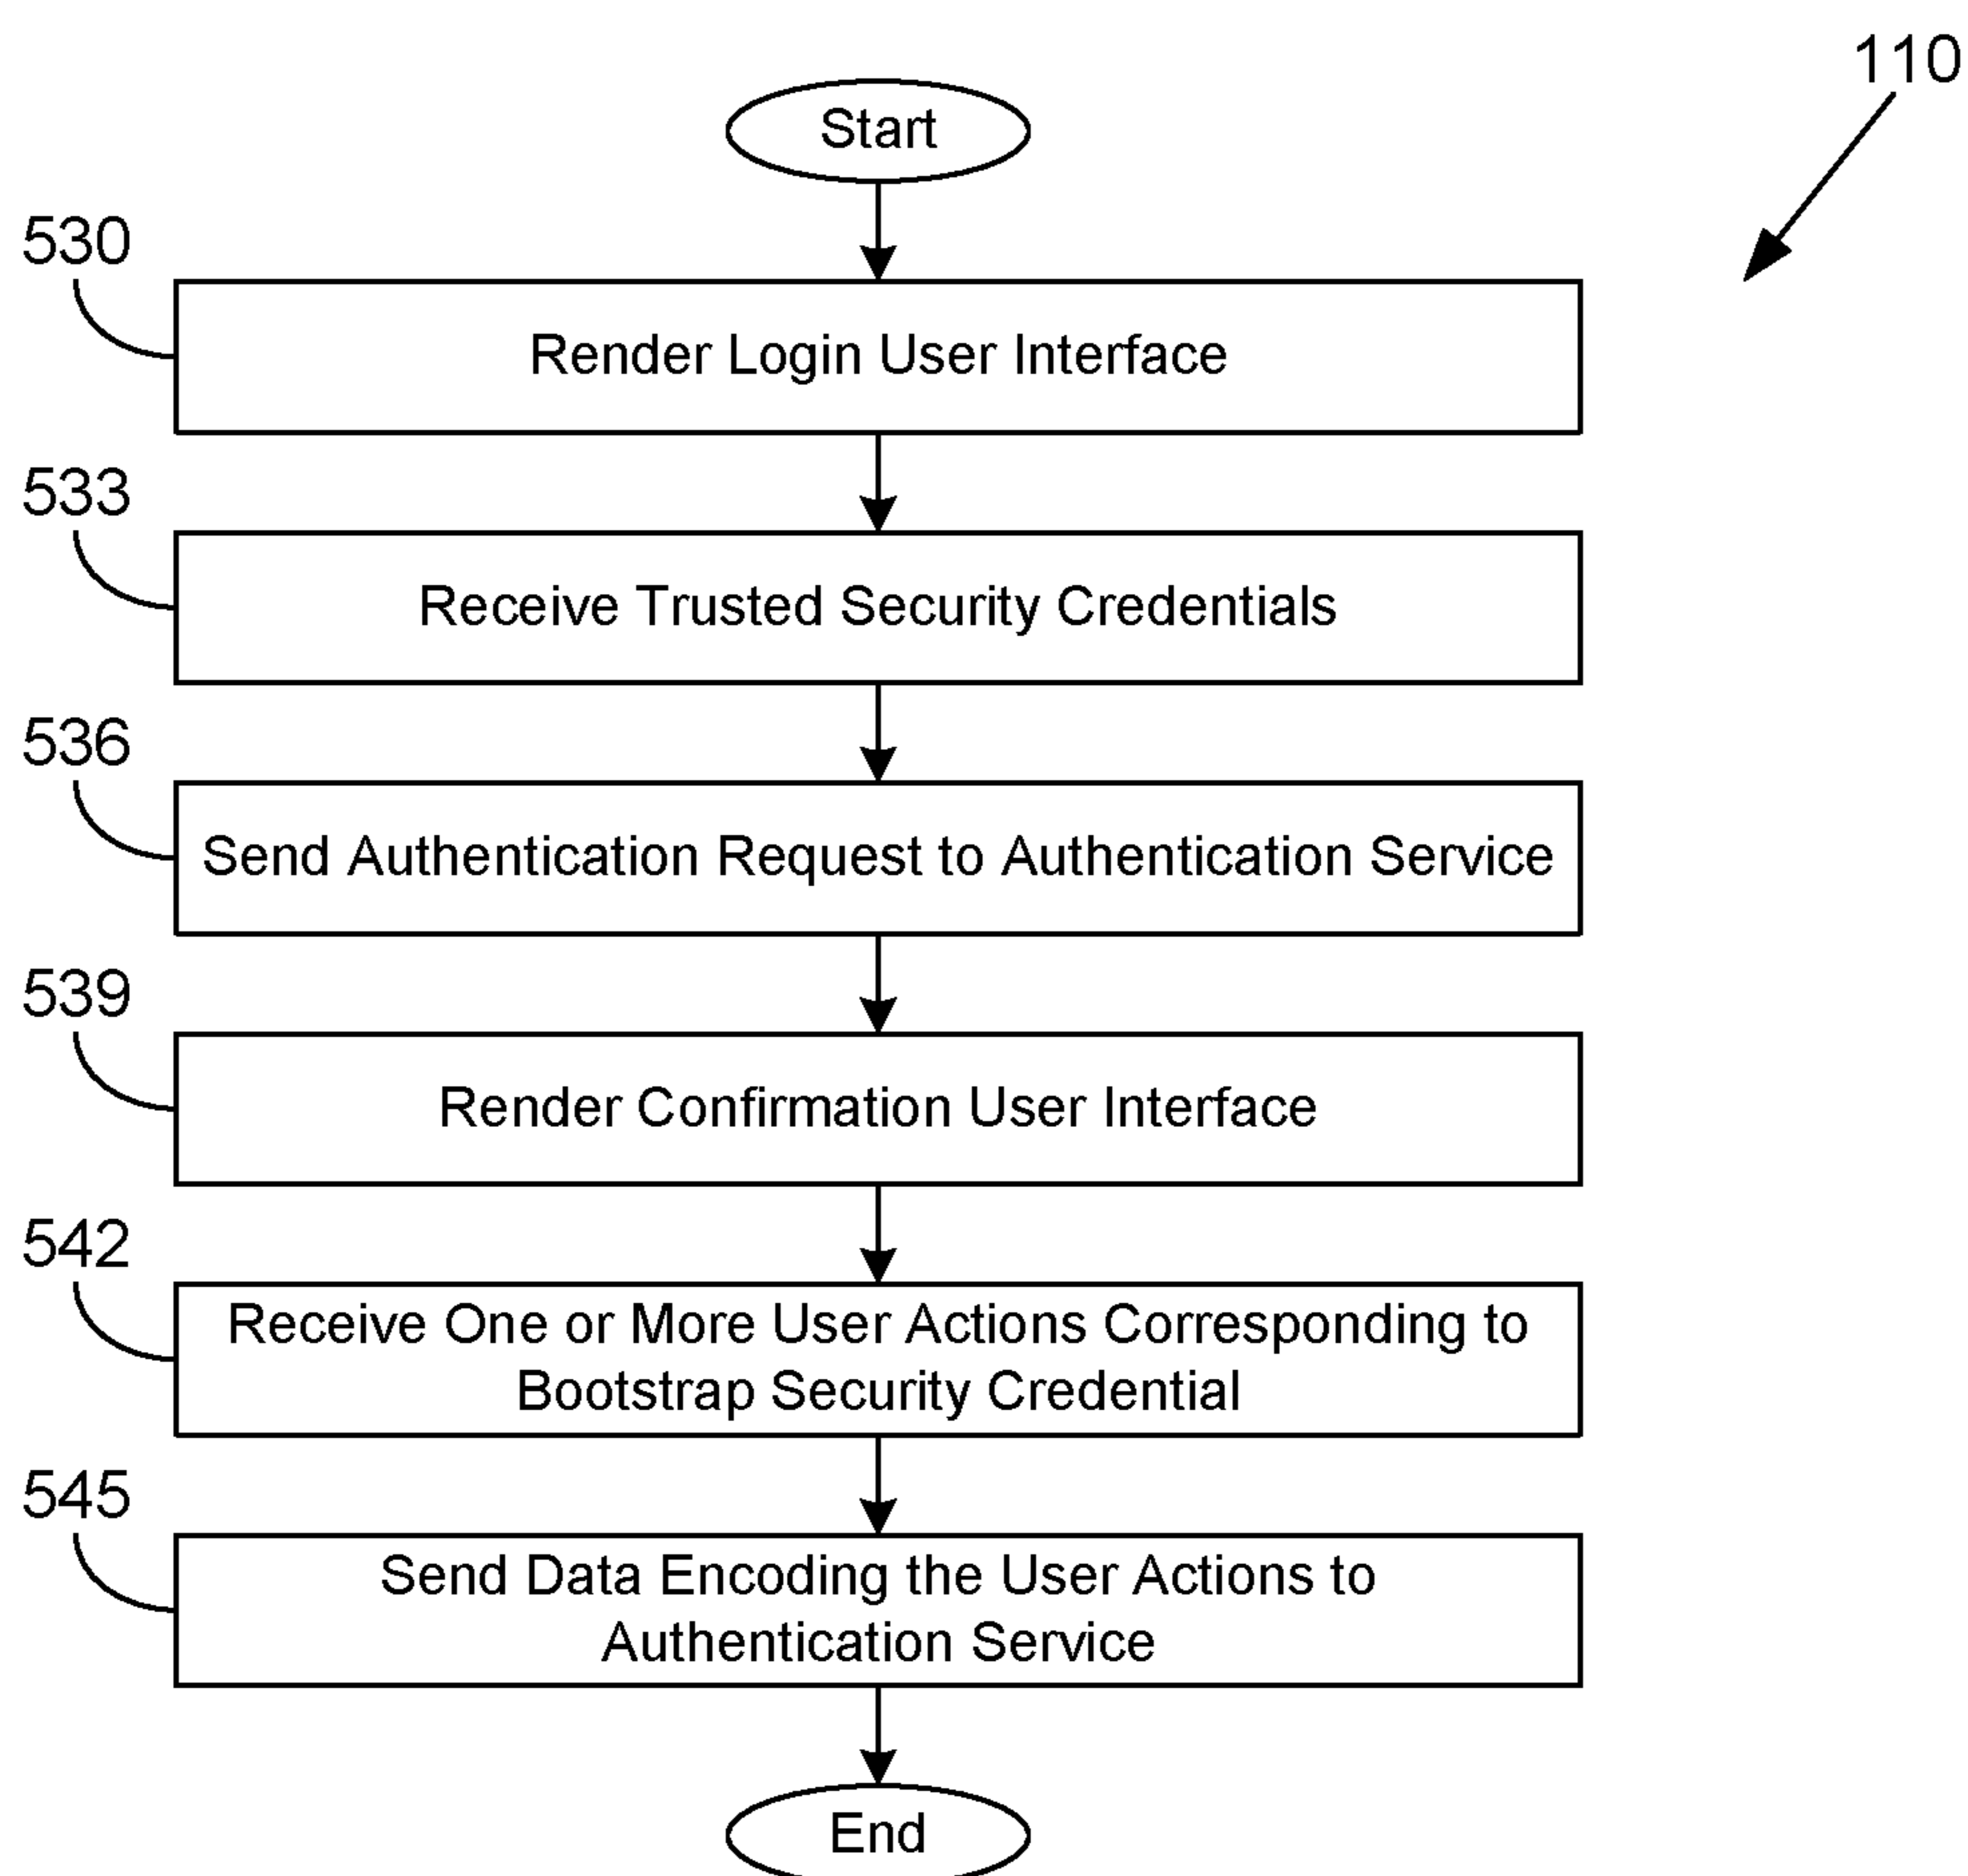 110
Start
530
Render Login User Interface
533
Receive Trusted Security Credentials
536
Send Authentication Request to Authentication Service
539
Render Confirmation User Interface
542
Receive One or More User Actions Corresponding to
Bootstrap Security Credential
545
Send Data Encoding the User Actions to
Authentication Service
End